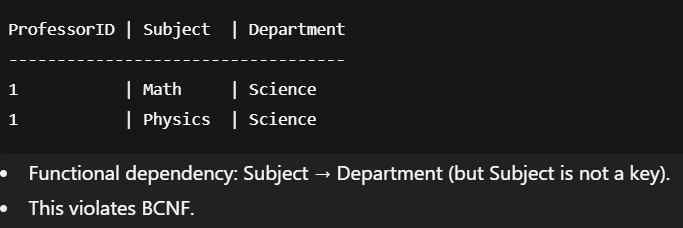 ProfessorID | Subject  | Department
-----------------------------------
1           | Math     | Science
1           | Physics  | Science
• Functional dependency: Subject → Department (but Subject is not a key).
• This violates BCNF.